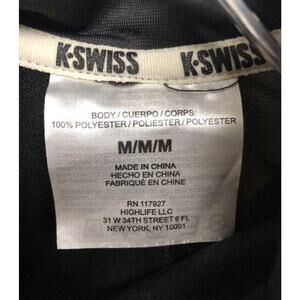 K·SWISS K·SWISS
BODY / CUERPO / CORPS:
100% POLYESTER / POLIESTER / POLYESTER
M/M/M
MADE IN CHINA
HECHO EN CHINA
FABRIQUÉ EN CHINE
RN 117927
HIGHLIFE LLC
31 W 34TH STREET 6 FL
NEW YORK, NY 10001